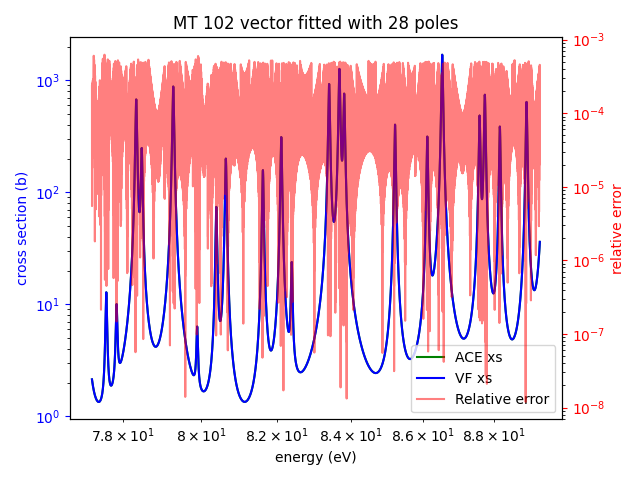 MT 102 vector fitted with 28 poles
cross section (b)
10³
10²
10¹
10⁰
10⁻³
10⁻⁴
10⁻⁵
10⁻⁶
10⁻⁷
10⁻⁸
relative error
ACE xs
VF xs
Relative error
7.8 × 10¹ 8 × 10¹ 8.2 × 10¹ 8.4 × 10¹ 8.6 × 10¹ 8.8 × 10¹
energy (eV)